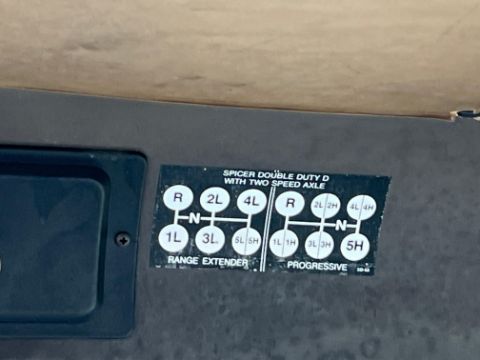 SPICER DOUBLE DUTY D
WITH TWO SPEED AXLE
R 2L 4L R 2L 2H 4L 4H
N N
1L 3L 5L 5H 1L 1H 3L 3H 5H
RANGE EXTENDER PROGRESSIVE